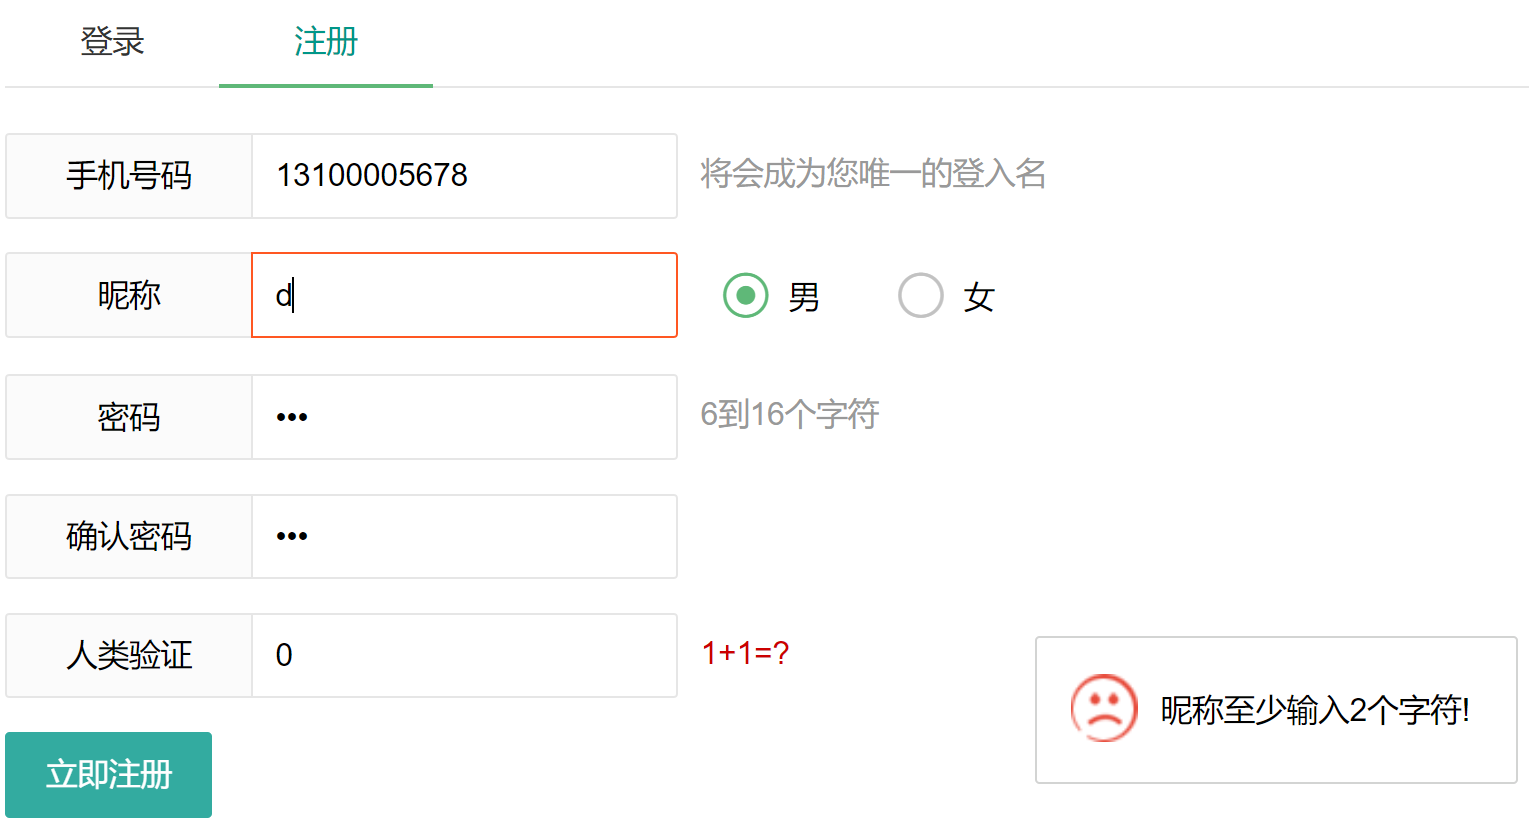 登录 注册
手机号码 13100005678 将会成为您唯一的登入名
昵称 d 男 女
密码 ••• 6到16个字符
确认密码 •••
人类验证 0 1+1=?
昵称至少输入2个字符!
立即注册